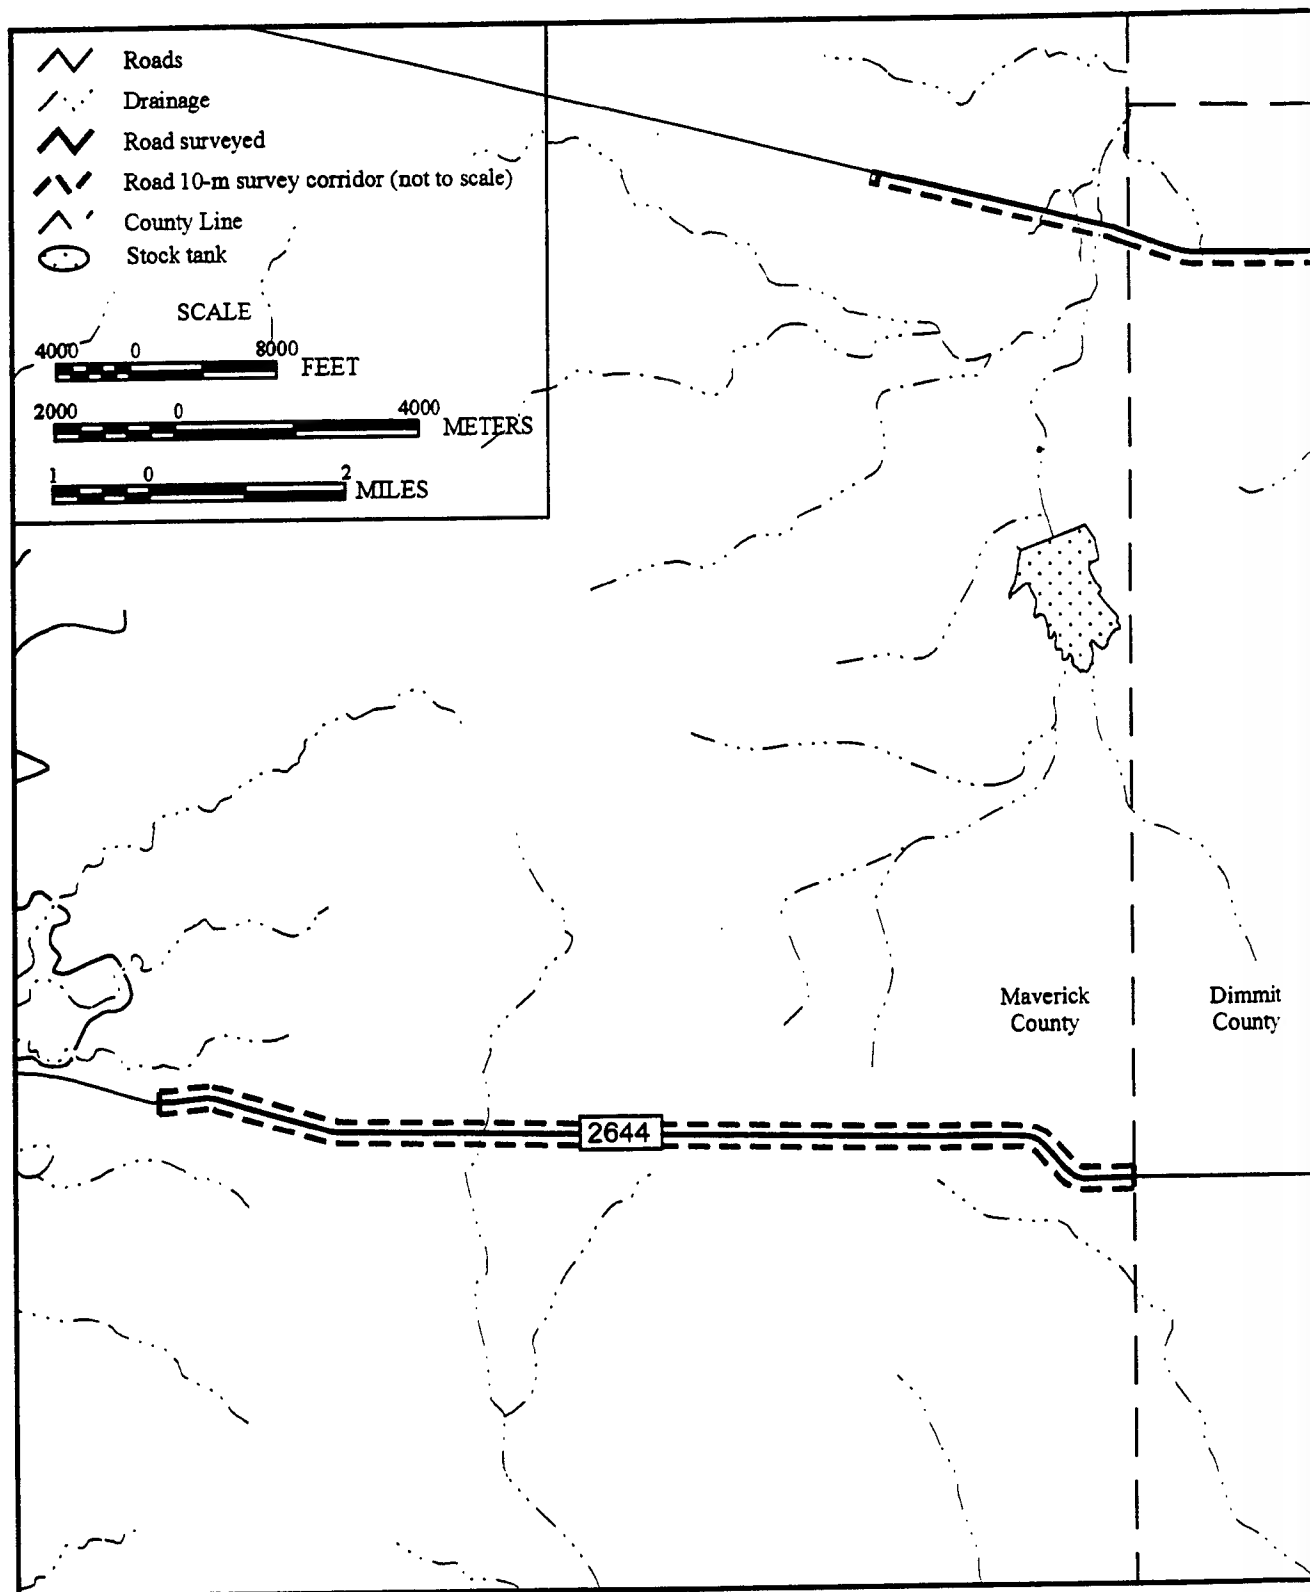 Roads
Drainage
Road surveyed
Road 10-m survey corridor (not to scale)
County Line
Stock tank
SCALE
4000 0 8000
FEET
2000 0 4000
METERS
1 0 2
MILES
Maverick
County
Dimmit
County
2644